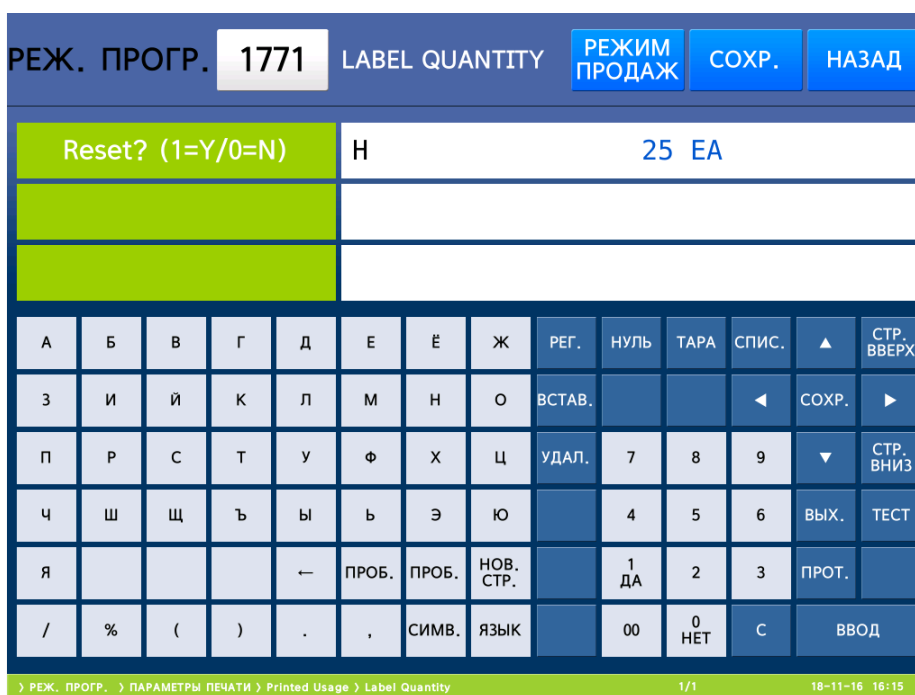 РЕЖ. ПРОГР. 1771 LABEL QUANTITY РЕЖИМ ПРОДАЖ СОХР. НАЗАД
Reset? (1=Y/0=N) Н 25 EA
А Б В Г Д Е Ё Ж РЕГ. НУЛЬ ТАРА СПИС. ▲ СТР. ВВЕРХ
З И Й К Л М Н О ВСТАВ. ◀ СОХР. ▶
П Р С Т У Ф Х Ц УДАЛ. 7 8 9 ▼ СТР. ВНИЗ
Ч Ш Щ Ъ Ы Ь Э Ю 4 5 6 ВЫХ. ТЕСТ
Я ← ПРОБ. ПРОБ. НОВ. СТР. 1 ДА 2 3 ПРОТ.
/ % ( ) . , СИМВ. ЯЗЫК 00 0 НЕТ C ВВОД
> РЕЖ. ПРОГР. > ПАРАМЕТРЫ ПЕЧАТИ > Printed Usage > Label Quantity 1/1 18-11-16 16:15